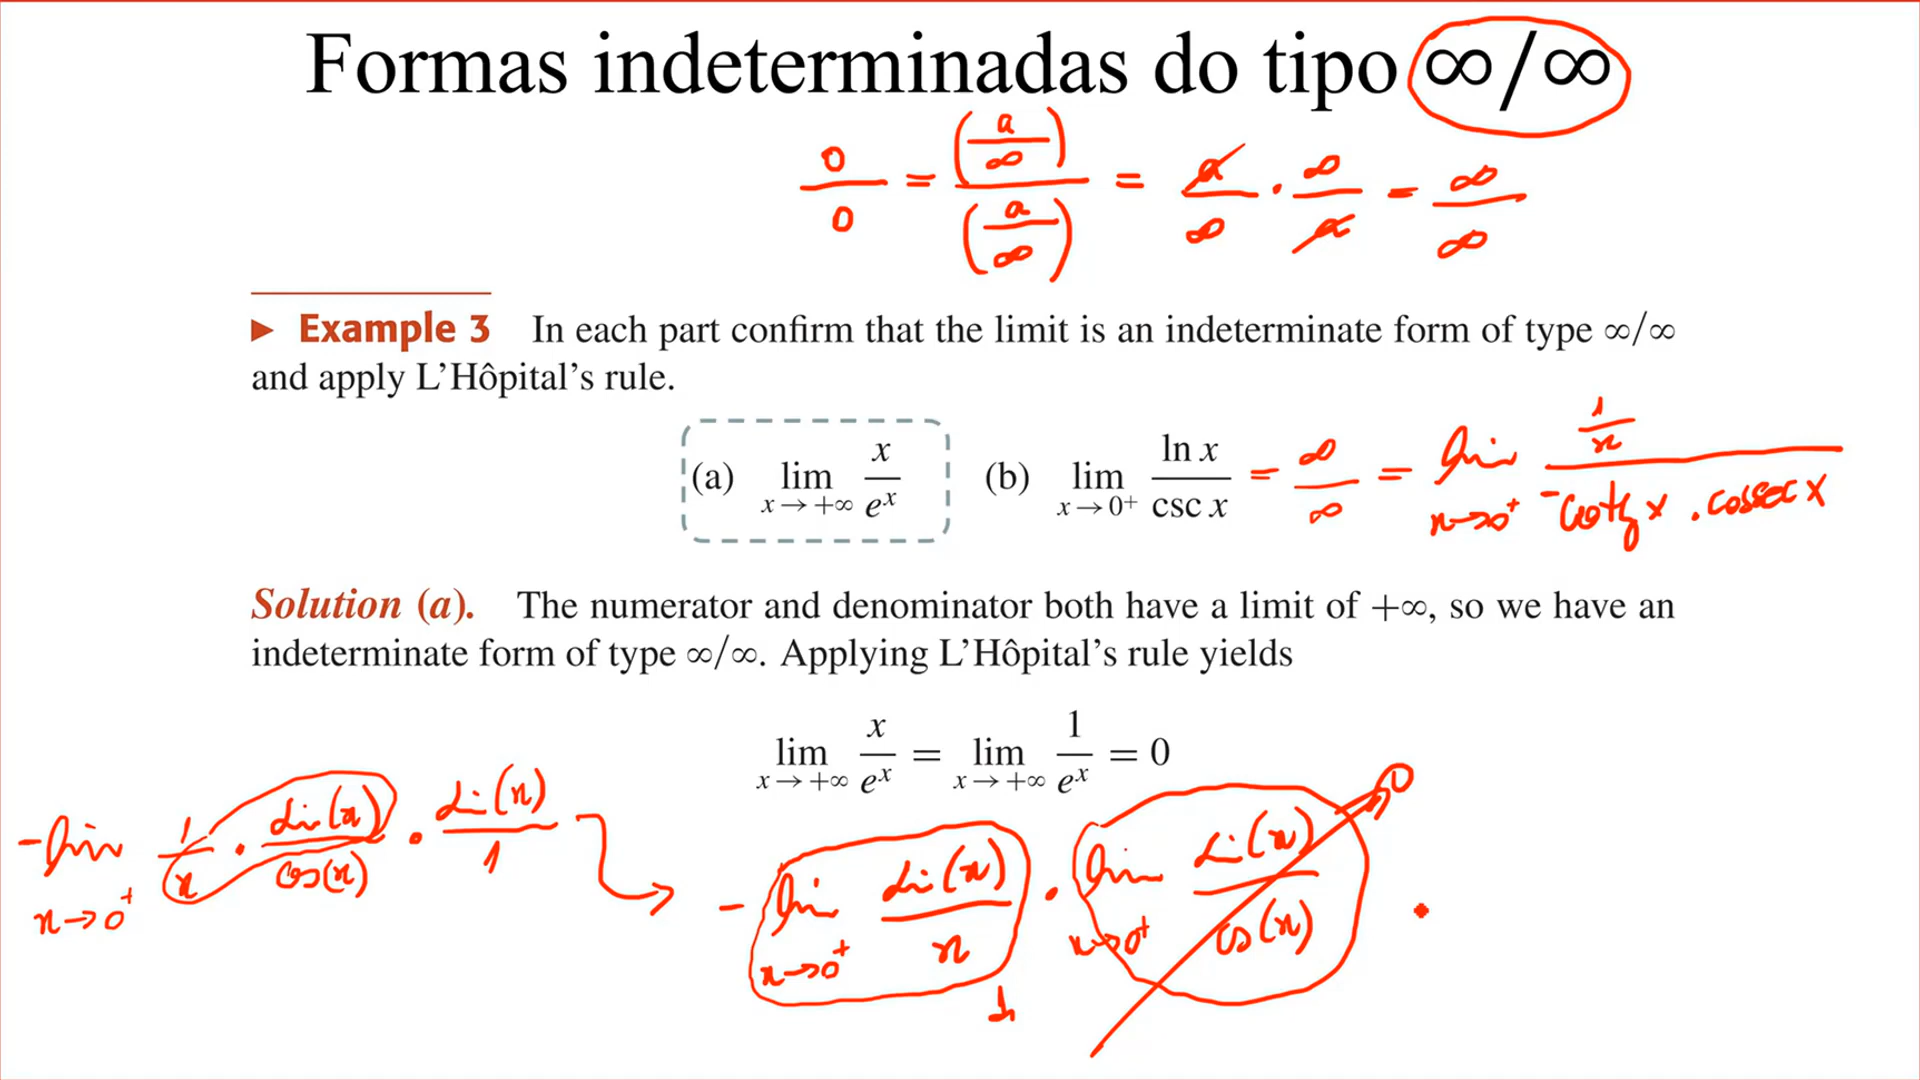 Formas indeterminadas do tipo ∞/∞
0/0 = (a/∞)/(a/∞) = a/∞ · ∞/a = ∞/∞
▶ Example 3 In each part confirm that the limit is an indeterminate form of type ∞/∞
and apply L'Hôpital's rule.
(a) lim x→+∞ x/eˣ (b) lim x→0⁺ ln x/csc x = ∞/∞ = lim x→0⁺ (1/x)/(-cotg x . cossec x)
Solution (a). The numerator and denominator both have a limit of +∞, so we have an
indeterminate form of type ∞/∞. Applying L'Hôpital's rule yields
lim x→+∞ x/eˣ = lim x→+∞ 1/eˣ = 0
-lim x→0⁺ 1/x · sin(x)/cos(x) · sin(x)/1
- lim x→0⁺ sin(x)/x · lim x→0⁺ sin(x)/cos(x)
1
0